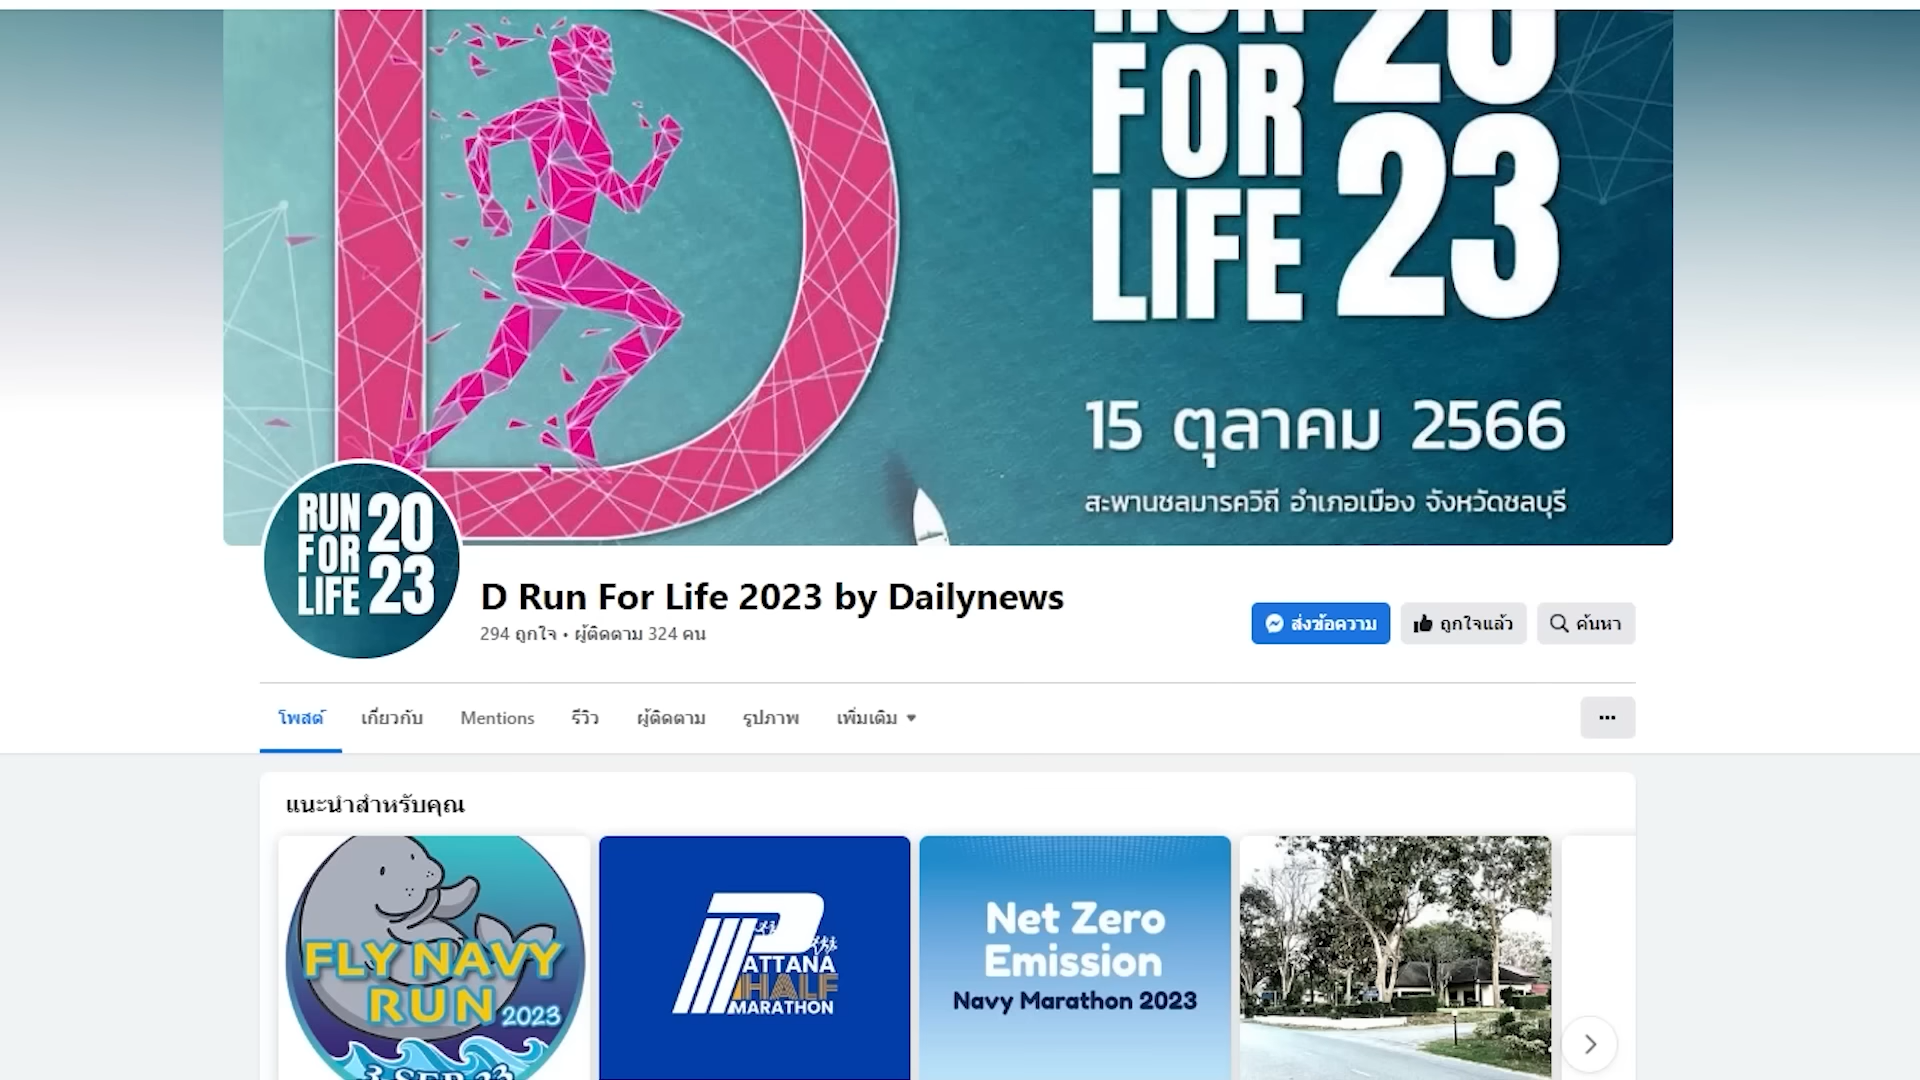 RUN
FOR
LIFE
20
23
15 ตุลาคม 2566
สะพานชลมารควิถี อำเภอเมือง จังหวัดชลบุรี
RUN
FOR
LIFE
20
23
D Run For Life 2023 by Dailynews
294 ถูกใจ • ผู้ติดตาม 324 คน
ส่งข้อความ
ถูกใจแล้ว
ค้นหา
โพสต์ เกี่ยวกับ Mentions รีวิว ผู้ติดตาม รูปภาพ เพิ่มเติม
แนะนำสำหรับคุณ
FLY NAVY
RUN 2023
3 SEP 23
PATTANA
HALF
MARATHON
Net Zero
Emission
Navy Marathon 2023